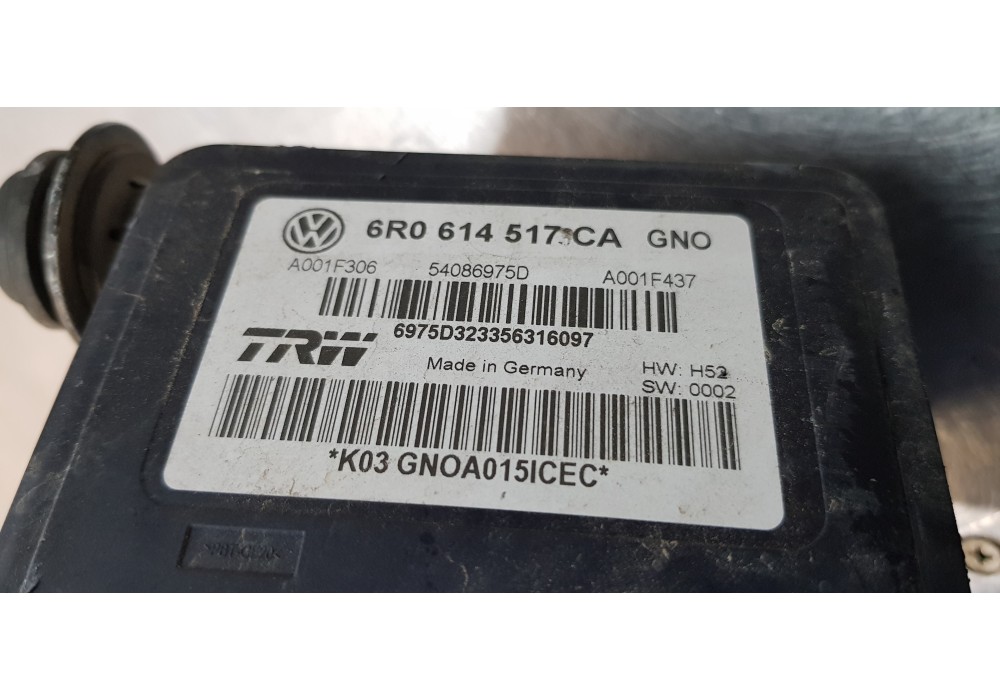 6R0 614 517 CA GNO
A001F306 54086975D A001F437
6975D323356316097
TRW
Made in Germany HW: H52
SW: 0002
*K03 GNOA015ICEC*